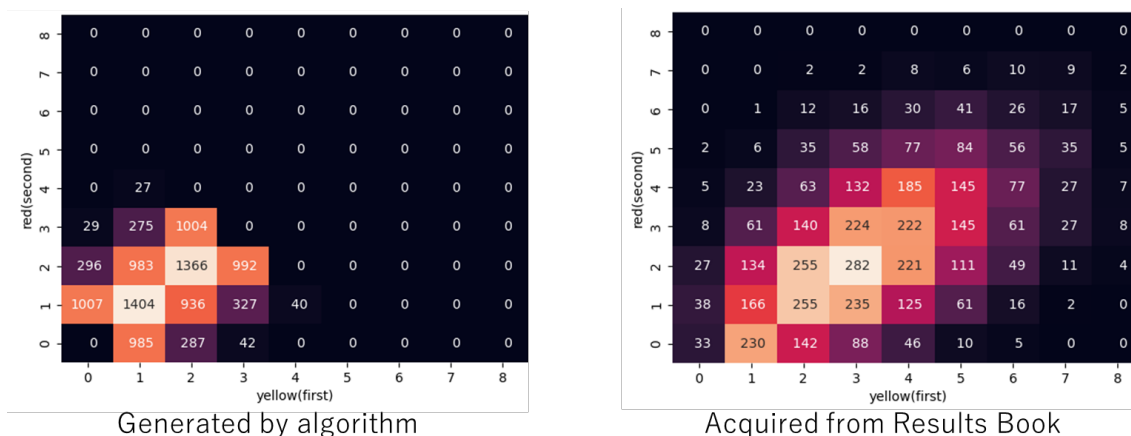 8 0 0 0 0 0 0 0 0 0
7 0 0 0 0 0 0 0 0 0
6 0 0 0 0 0 0 0 0 0
5 0 0 0 0 0 0 0 0 0
4 0 27 0 0 0 0 0 0 0
3 29 275 1004 0 0 0 0 0 0
2 296 983 1366 992 0 0 0 0 0
1 1007 1404 936 327 40 0 0 0 0
0 0 985 287 42 0 0 0 0 0
red(second)
0 1 2 3 4 5 6 7 8
yellow(first)
Generated by algorithm
8 0 0 0 0 0 0 0 0 0
7 0 0 2 2 8 6 10 9 2
6 0 1 12 16 30 41 26 17 5
5 2 6 35 58 77 84 56 35 5
4 5 23 63 132 185 145 77 27 7
3 8 61 140 224 222 145 61 27 8
2 27 134 255 282 221 111 49 11 4
1 38 166 255 235 125 61 16 2 0
0 33 230 142 88 46 10 5 0 0
red(second)
0 1 2 3 4 5 6 7 8
yellow(first)
Acquired from Results Book